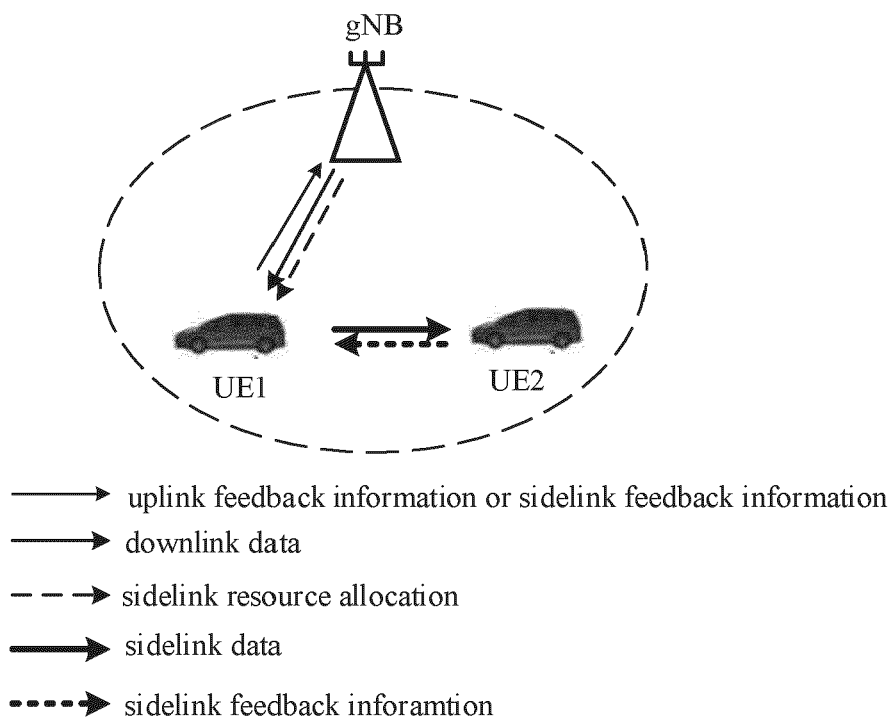 gNB
UE1
UE2
uplink feedback information or sidelink feedback information
downlink data
sidelink resource allocation
sidelink data
sidelink feedback inforamtion